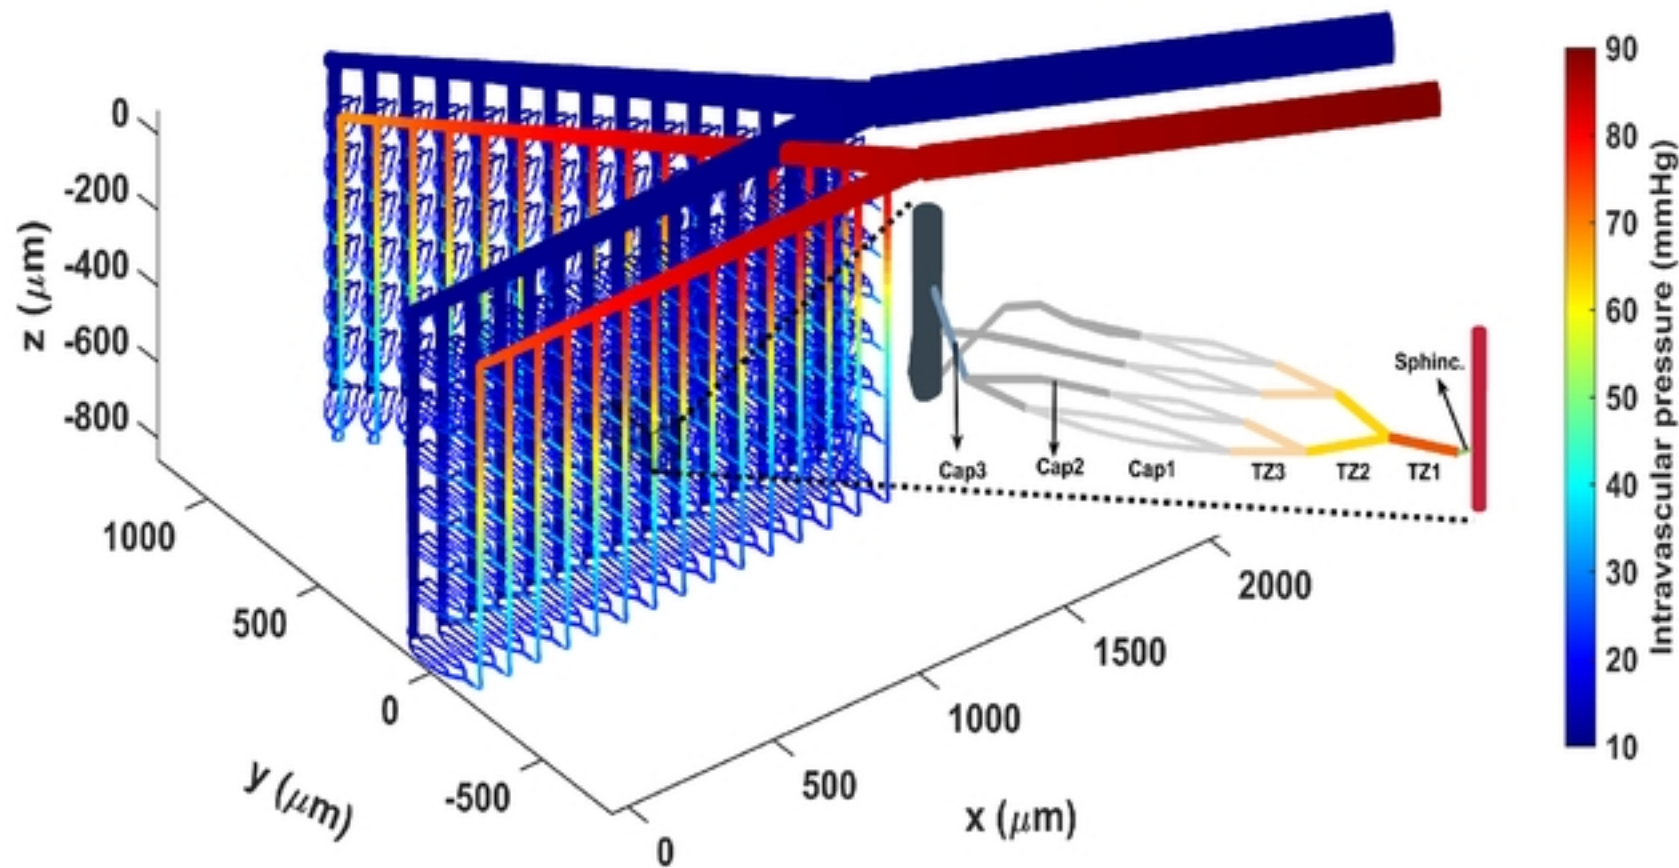 0
-200
-400
-600
-800
z (μm)
1000
500
0
-500
y (μm)
0
500
1000
1500
2000
x (μm)
Sphinc.
Cap3
Cap2
Cap1
TZ3
TZ2
TZ1
90
80
70
60
50
40
30
20
10
Intravascular pressure (mmHg)